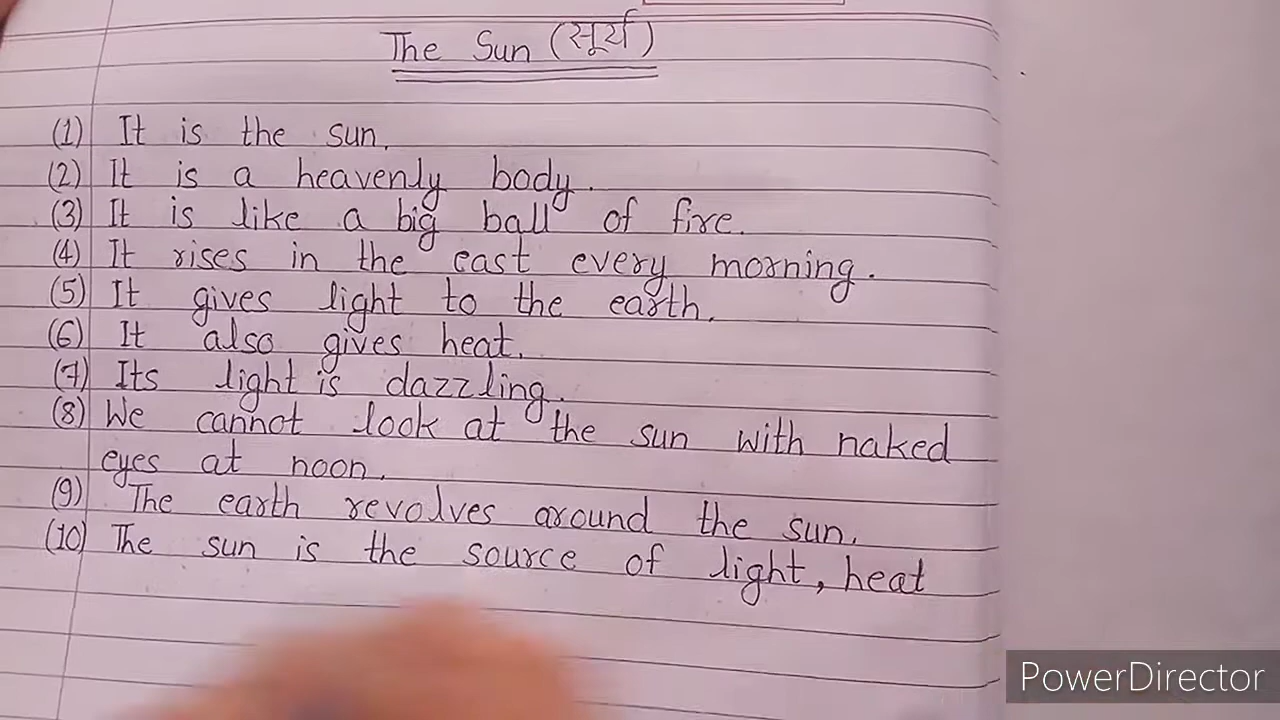 The Sun (सूर्य)
(1) It is the sun.
(2) It is a heavenly body.
(3) It is like a big ball of fire.
(4) It rises in the east every morning.
(5) It gives light to the earth.
(6) It also gives heat.
(7) Its light is dazzling.
(8) We cannot look at the sun with naked
eyes at noon.
(9) The earth revolves around the sun.
(10) The sun is the source of light, heat
PowerDirector